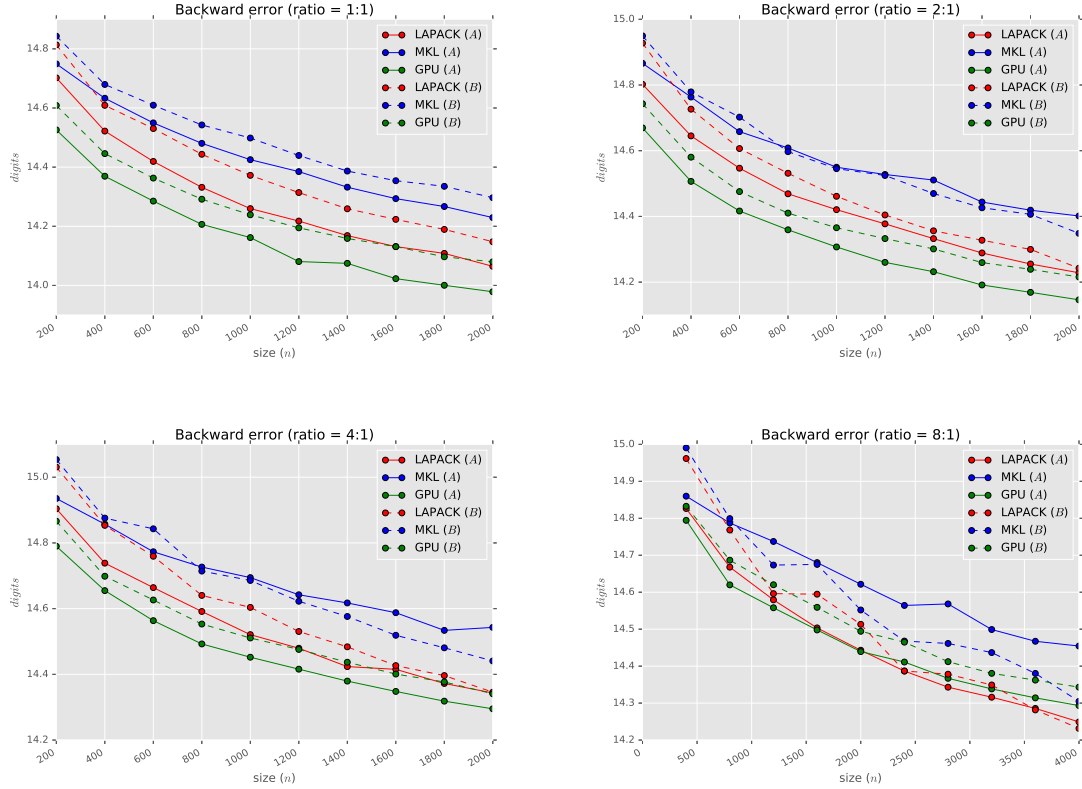 Backward error (ratio = 1:1)
digits
14.8
14.6
14.4
14.2
14.0
LAPACK (A)
MKL (A)
GPU (A)
LAPACK (B)
MKL (B)
GPU (B)
200 400 600 800 1000 1200 1400 1600 1800 2000
size (n)
Backward error (ratio = 2:1)
digits
15.0
14.8
14.6
14.4
14.2
LAPACK (A)
MKL (A)
GPU (A)
LAPACK (B)
MKL (B)
GPU (B)
200 400 600 800 1000 1200 1400 1600 1800 2000
size (n)
Backward error (ratio = 4:1)
digits
15.0
14.8
14.6
14.4
14.2
LAPACK (A)
MKL (A)
GPU (A)
LAPACK (B)
MKL (B)
GPU (B)
200 400 600 800 1000 1200 1400 1600 1800 2000
size (n)
Backward error (ratio = 8:1)
digits
15.0
14.9
14.8
14.7
14.6
14.5
14.4
14.3
14.2
LAPACK (A)
MKL (A)
GPU (A)
LAPACK (B)
MKL (B)
GPU (B)
0 500 1000 1500 2000 2500 3000 3500 4000
size (n)